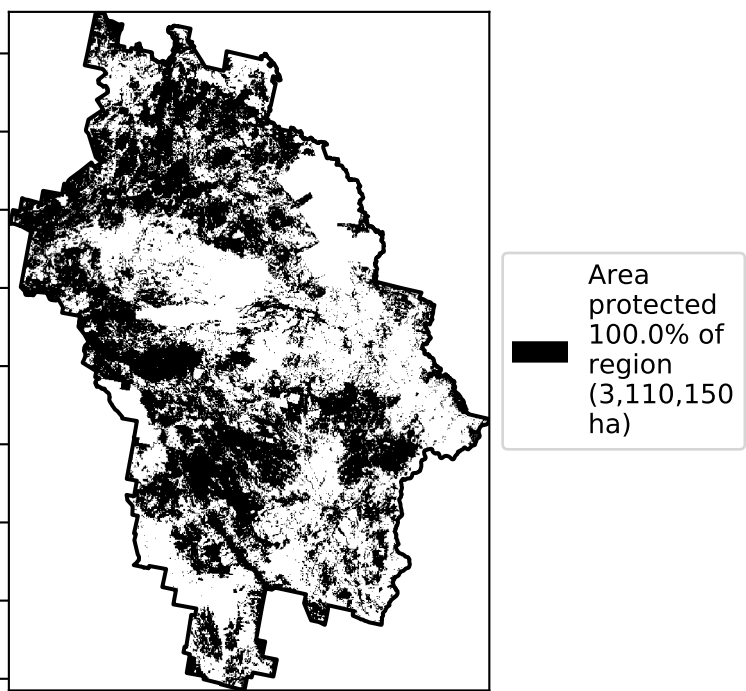 Area
protected
100.0% of
region
(3,110,150
ha)